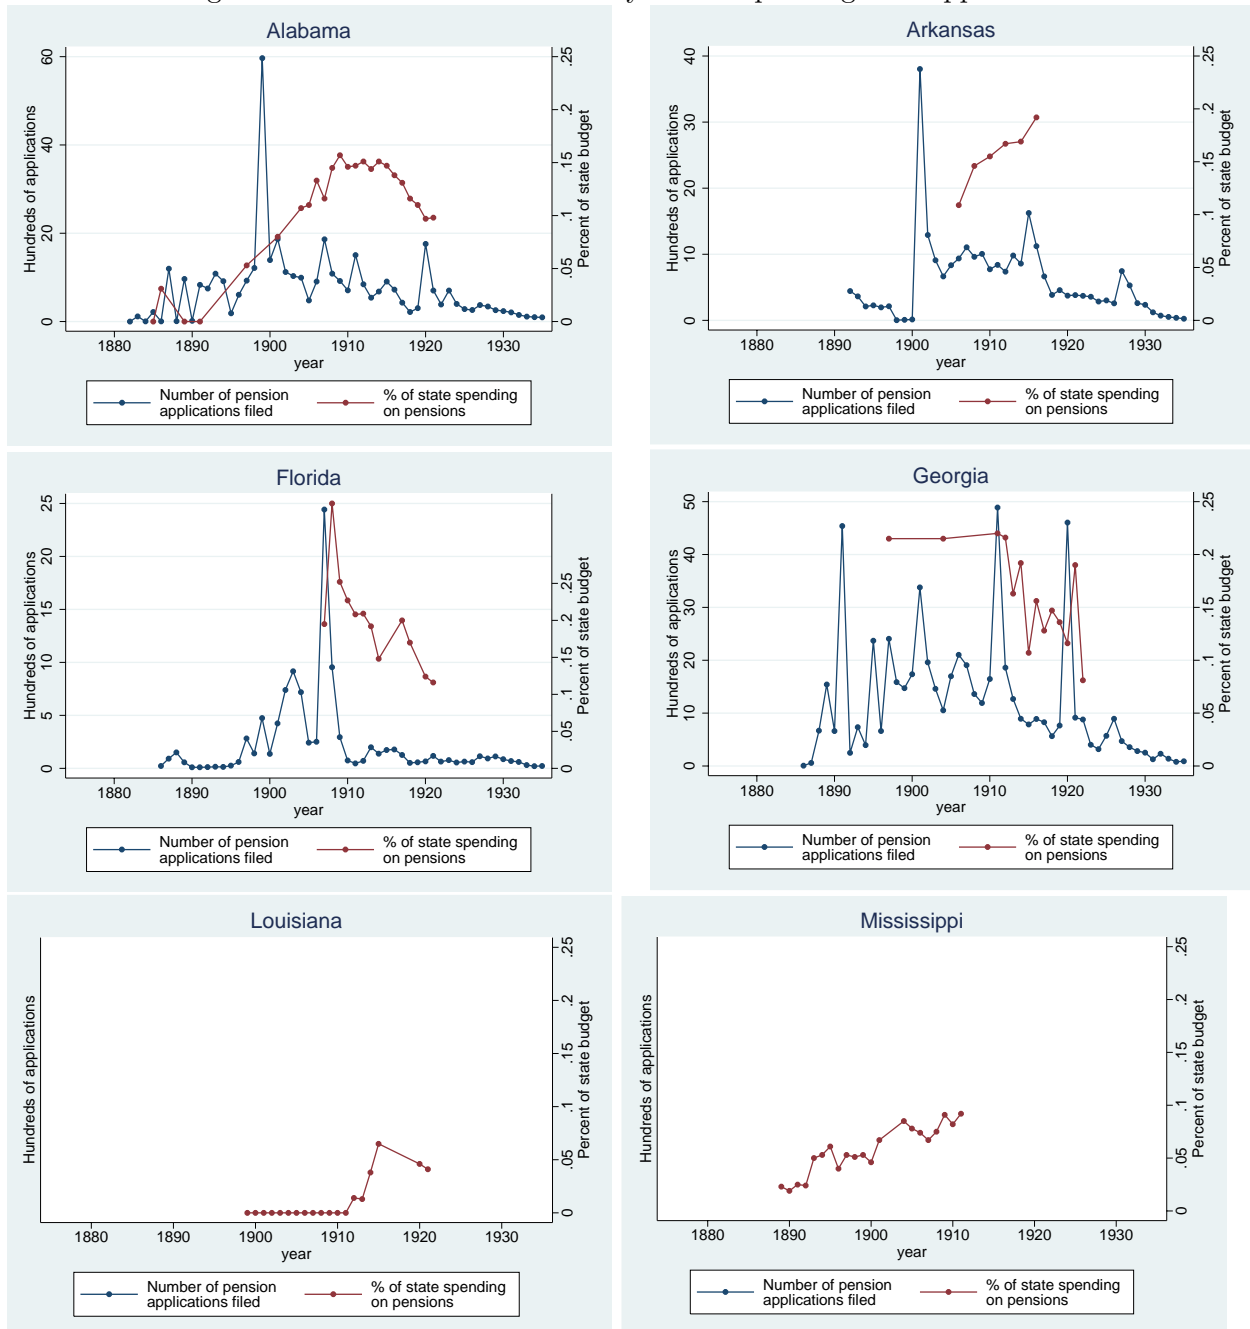 Alabama
Hundreds of applications
0 20 40 60
0 .05 .1 .15 .2 .25
Percent of state budget
1880 1890 1900 1910 1920 1930
year
Number of pension
applications filed
% of state spending
on pensions
Arkansas
Hundreds of applications
0 10 20 30 40
0 .05 .1 .15 .2 .25
Percent of state budget
1880 1890 1900 1910 1920 1930
year
Number of pension
applications filed
% of state spending
on pensions
Florida
Hundreds of applications
0 5 10 15 20 25
0 .05 .1 .15 .2 .25
Percent of state budget
1880 1890 1900 1910 1920 1930
year
Number of pension
applications filed
% of state spending
on pensions
Georgia
Hundreds of applications
0 10 20 30 40 50
0 .05 .1 .15 .2 .25
Percent of state budget
1880 1890 1900 1910 1920 1930
year
Number of pension
applications filed
% of state spending
on pensions
Louisiana
Hundreds of applications
0 .05 .1 .15 .2 .25
Percent of state budget
1880 1890 1900 1910 1920 1930
year
Number of pension
applications filed
% of state spending
on pensions
Mississippi
Hundreds of applications
0 .05 .1 .15 .2 .25
Percent of state budget
1880 1890 1900 1910 1920 1930
year
Number of pension
applications filed
% of state spending
on pensions